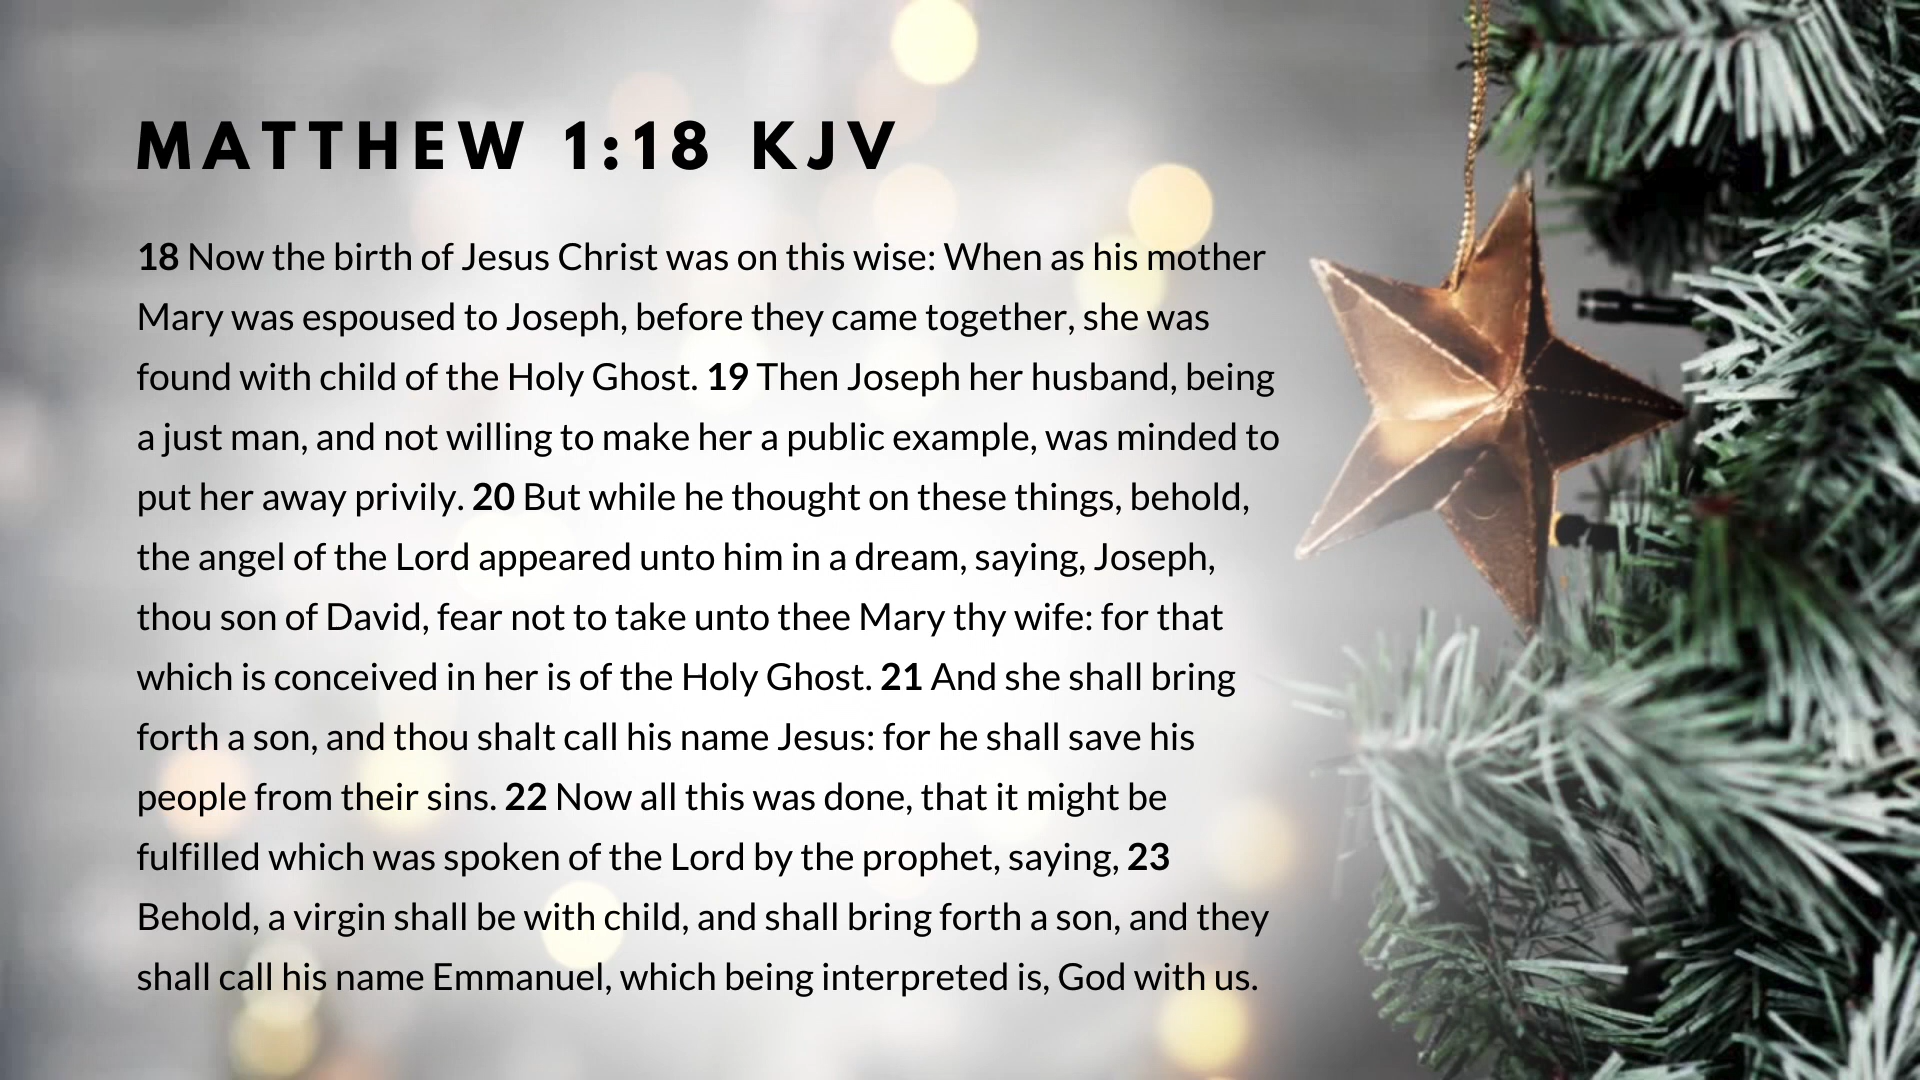 MATTHEW 1:18 KJV
18 Now the birth of Jesus Christ was on this wise: When as his mother
Mary was espoused to Joseph, before they came together, she was
found with child of the Holy Ghost. 19 Then Joseph her husband, being
a just man, and not willing to make her a public example, was minded to
put her away privily. 20 But while he thought on these things, behold,
the angel of the Lord appeared unto him in a dream, saying, Joseph,
thou son of David, fear not to take unto thee Mary thy wife: for that
which is conceived in her is of the Holy Ghost. 21 And she shall bring
forth a son, and thou shalt call his name Jesus: for he shall save his
people from their sins. 22 Now all this was done, that it might be
fulfilled which was spoken of the Lord by the prophet, saying, 23
Behold, a virgin shall be with child, and shall bring forth a son, and they
shall call his name Emmanuel, which being interpreted is, God with us.